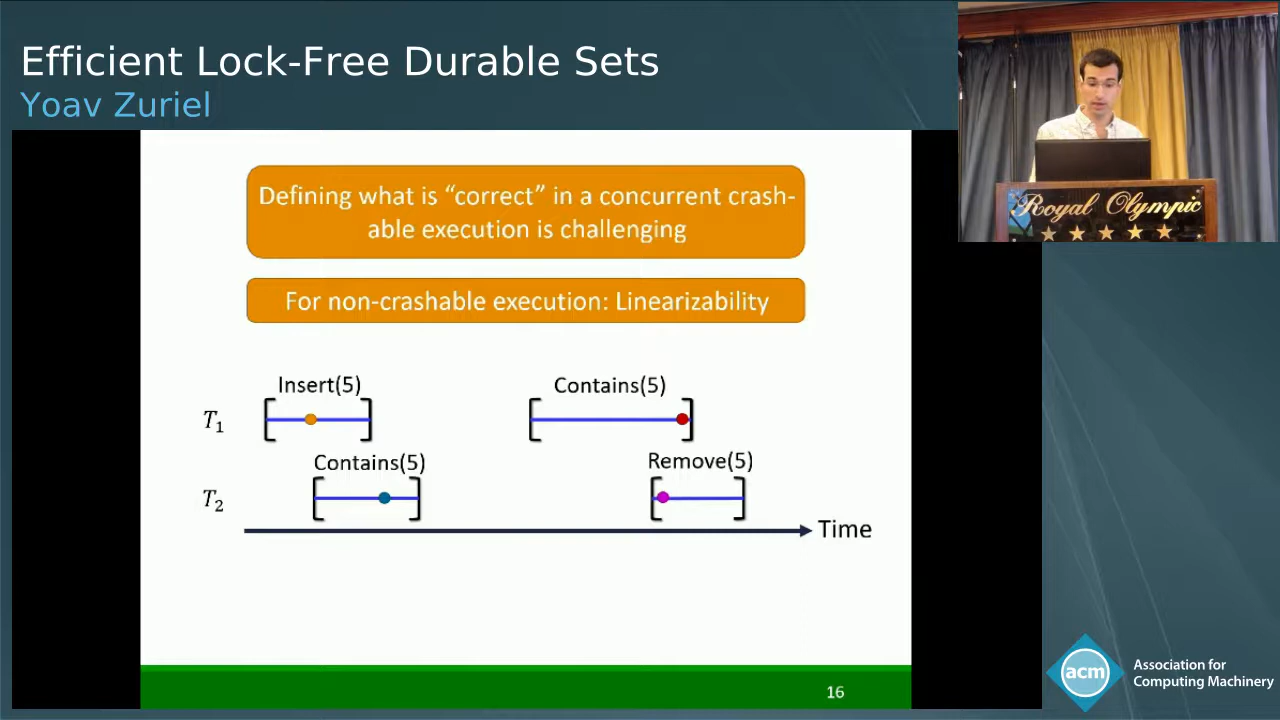 Efficient Lock-Free Durable Sets
Yoav Zuriel
Defining what is “correct” in a concurrent crash-
able execution is challenging
For non-crashable execution: Linearizability
Insert(5)
Contains(5)
T1
Contains(5)
Remove(5)
T2
Time
16
Royal Olympic
acm
Association for
Computing Machinery